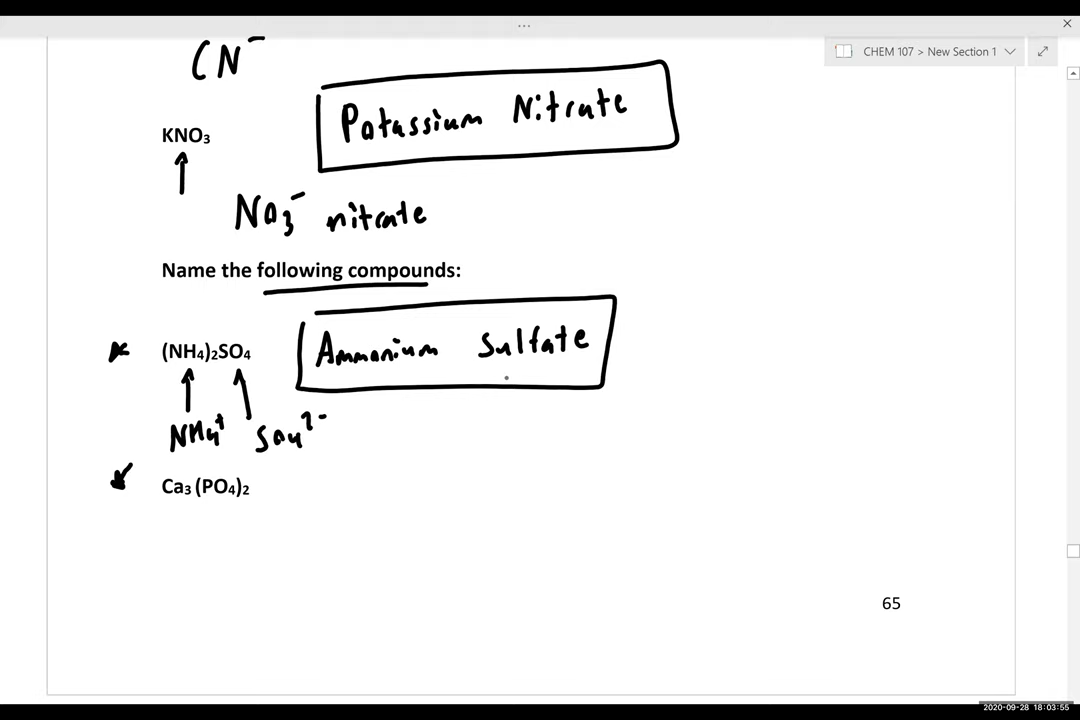 ...
CHEM 107 > New Section 1
CN⁻
Potassium Nitrate
KNO₃
NO₃⁻ nitrate
Name the following compounds:
(NH₄)₂SO₄ Ammonium Sulfate
NH₄⁺ SO₄²⁻
Ca₃ (PO₄)₂
65
2020-09-28 18:03:55